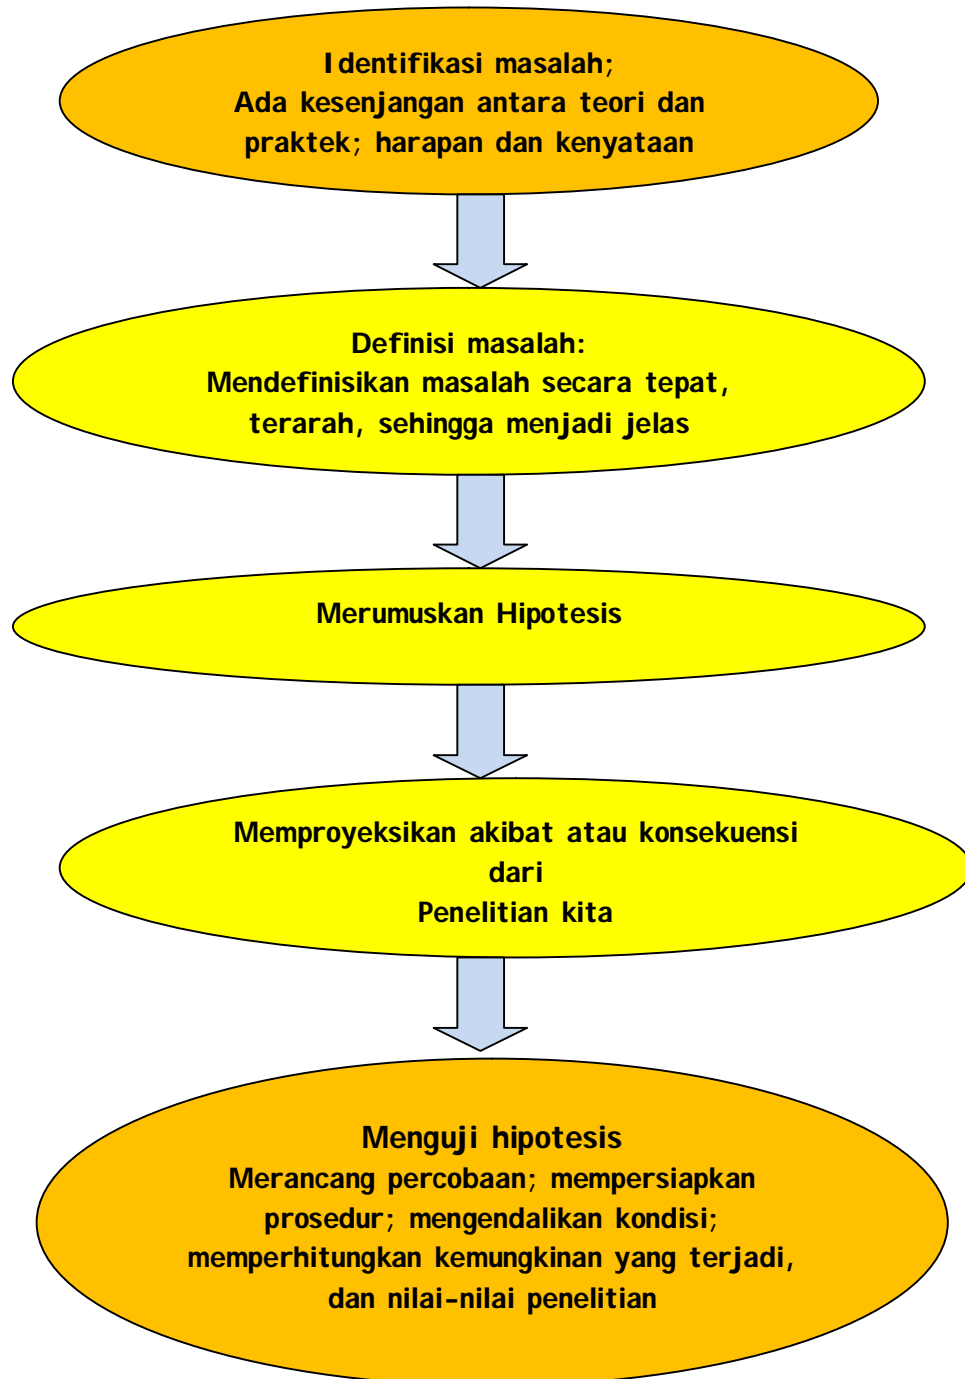 Identifikasi masalah;
Ada kesenjangan antara teori dan
praktek; harapan dan kenyataan
Definisi masalah:
Mendefinisikan masalah secara tepat,
terarah, sehingga menjadi jelas
Merumuskan Hipotesis
Memproyeksikan akibat atau konsekuensi
dari
Penelitian kita
Menguji hipotesis
Merancang percobaan; mempersiapkan
prosedur; mengendalikan kondisi;
memperhitungkan kemungkinan yang terjadi,
dan nilai-nilai penelitian